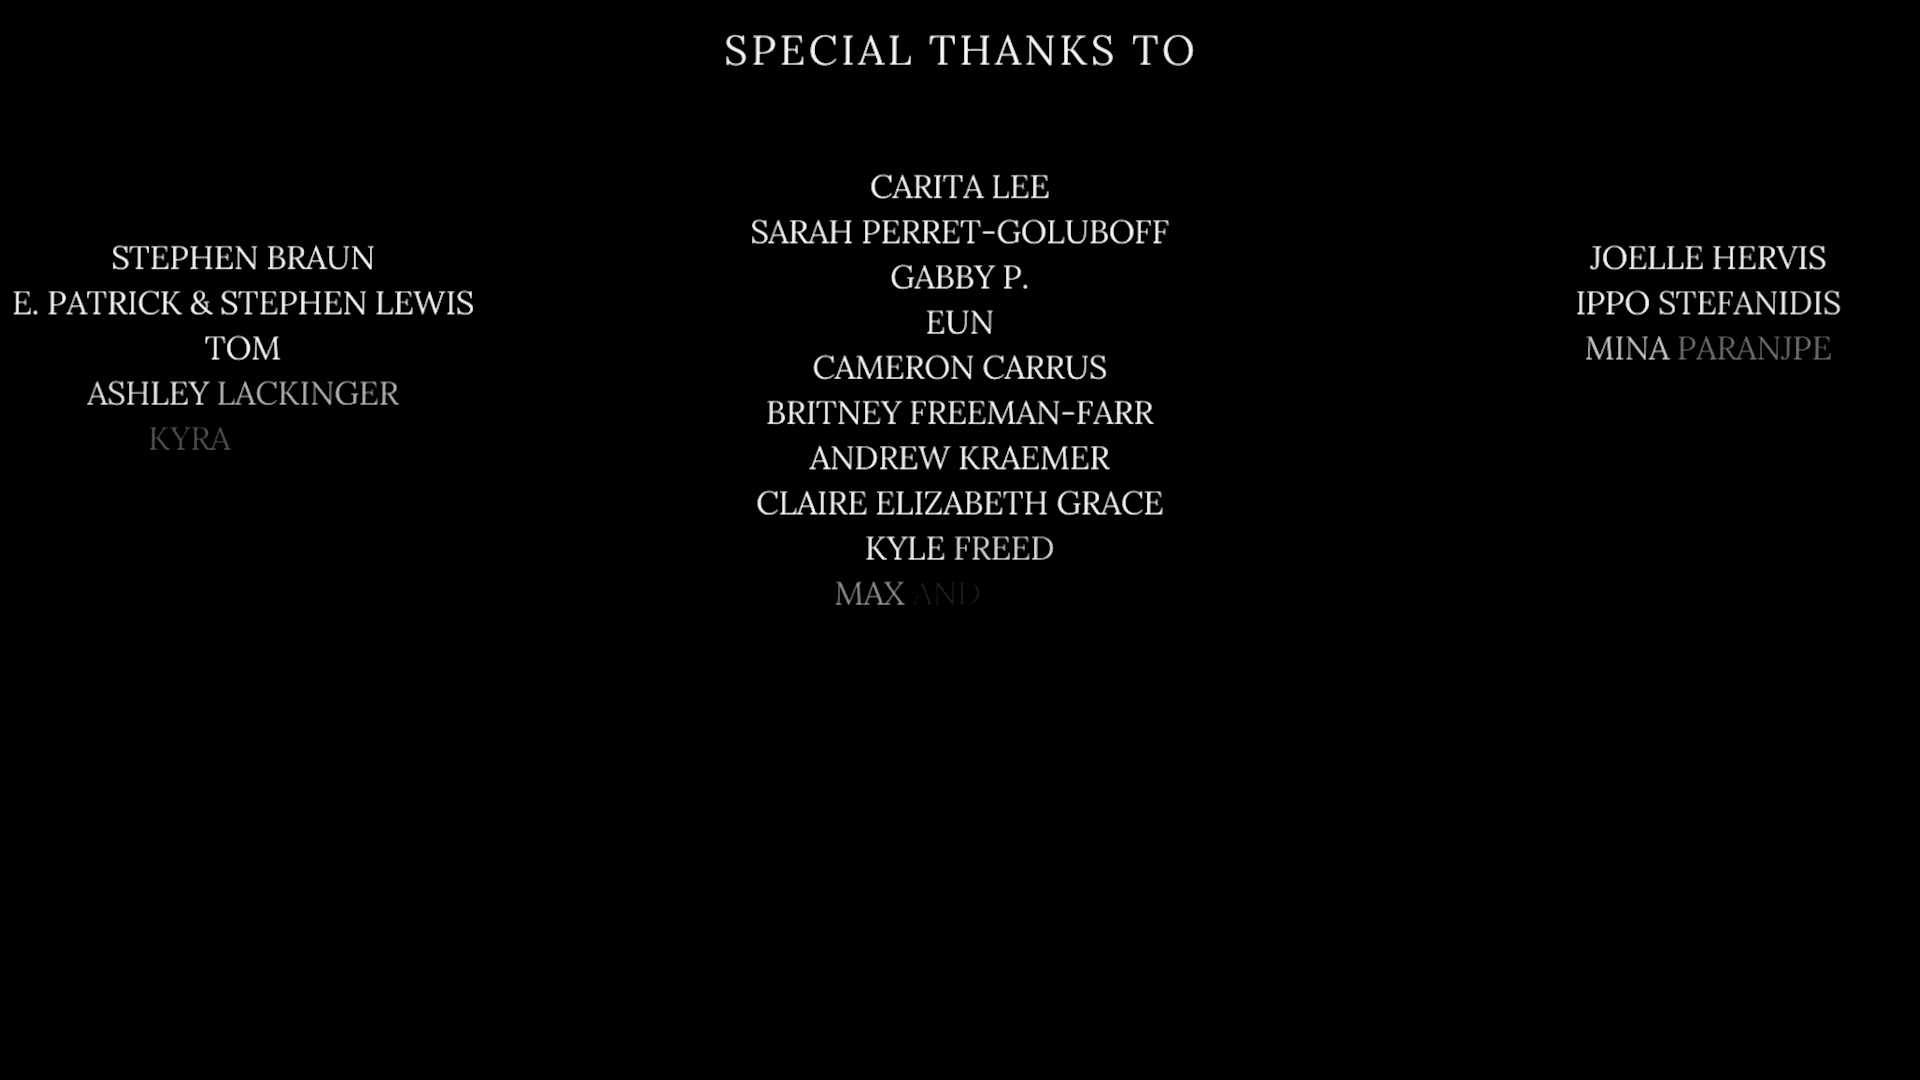 SPECIAL THANKS TO
STEPHEN BRAUN
E. PATRICK & STEPHEN LEWIS
TOM
ASHLEY LACKINGER
KYRA
CARITA LEE
SARAH PERRET-GOLUBOFF
GABBY P.
EUN
CAMERON CARRUS
BRITNEY FREEMAN-FARR
ANDREW KRAEMER
CLAIRE ELIZABETH GRACE
KYLE FREED
MAX AND
JOELLE HERVIS
IPPO STEFANIDIS
MINA PARANJPE